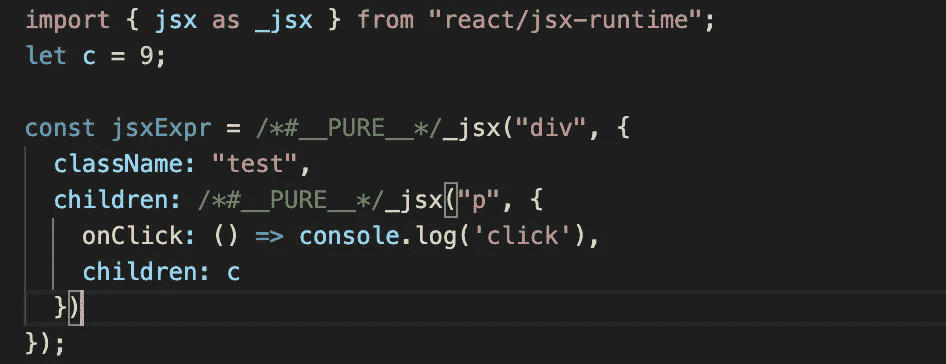 import { jsx as _jsx } from "react/jsx-runtime";
let c = 9;
const jsxExpr = /*#__PURE__*/_jsx("div", {
  className: "test",
  children: /*#__PURE__*/_jsx("p", {
    onClick: () => console.log('click'),
    children: c
  })
});